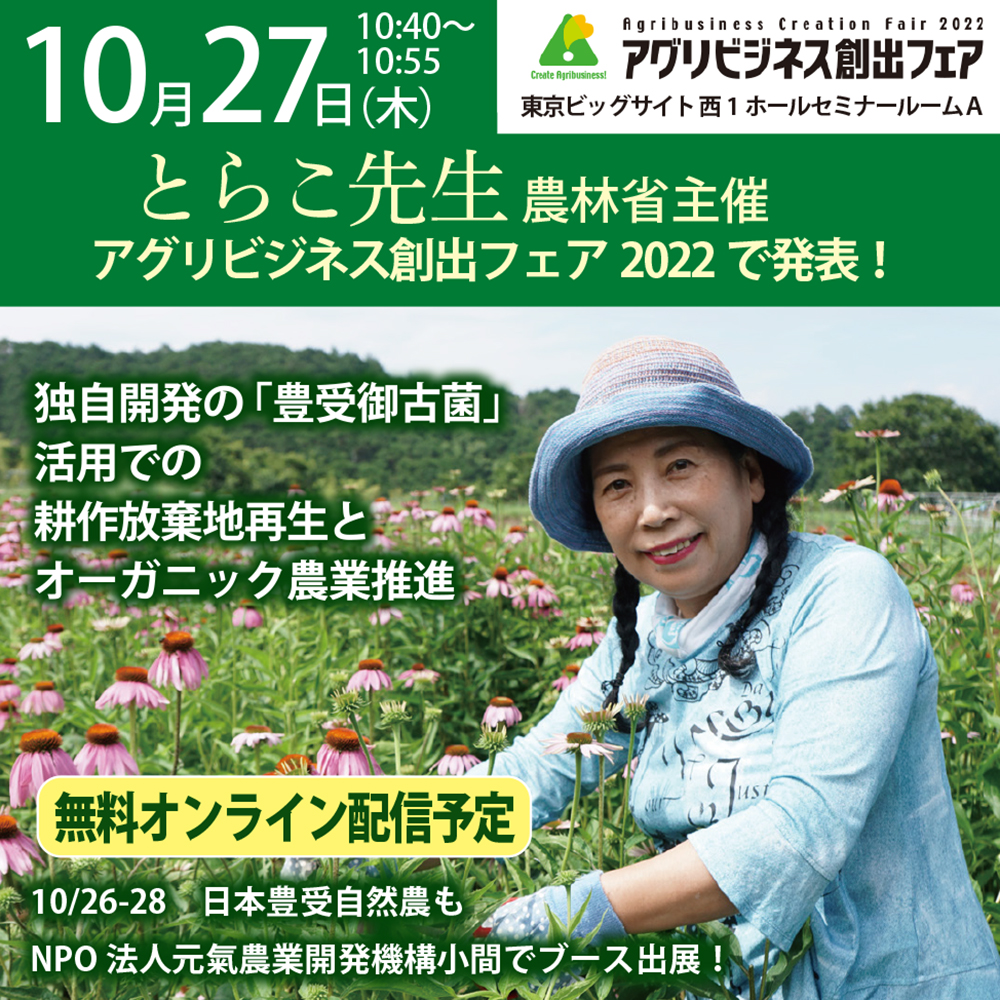 10月27日(木)
10:40～
10:55
Agribusiness Creation Fair 2022
アグリビジネス創出フェア
Create Agribusiness!
東京ビッグサイト 西1ホールセミナールームA
とらこ先生 農林省主催
アグリビジネス創出フェア 2022 で発表！
独自開発の「豊受御古菌」
活用での
耕作放棄地再生と
オーガニック農業推進
無料オンライン配信予定
10/26-28 日本豊受自然農も
NPO 法人元氣農業開発機構小間でブース出展！